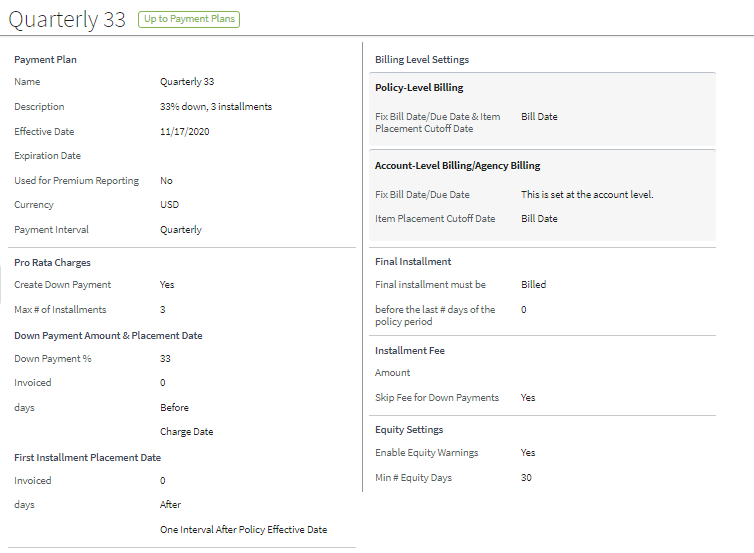 Quarterly 33 Up to Payment Plans
Payment Plan
Name Quarterly 33
Description 33% down, 3 installments
Effective Date 11/17/2020
Expiration Date
Used for Premium Reporting No
Currency USD
Payment Interval Quarterly
Pro Rata Charges
Create Down Payment Yes
Max # of Installments 3
Down Payment Amount & Placement Date
Down Payment % 33
Invoiced 0
days Before
Charge Date
First Installment Placement Date
Invoiced 0
days After
One Interval After Policy Effective Date
Billing Level Settings
Policy-Level Billing
Fix Bill Date/Due Date & Item Bill Date
Placement Cutoff Date
Account-Level Billing/Agency Billing
Fix Bill Date/Due Date This is set at the account level.
Item Placement Cutoff Date Bill Date
Final Installment
Final installment must be Billed
before the last # days of the 0
policy period
Installment Fee
Amount
Skip Fee for Down Payments Yes
Equity Settings
Enable Equity Warnings Yes
Min # Equity Days 30